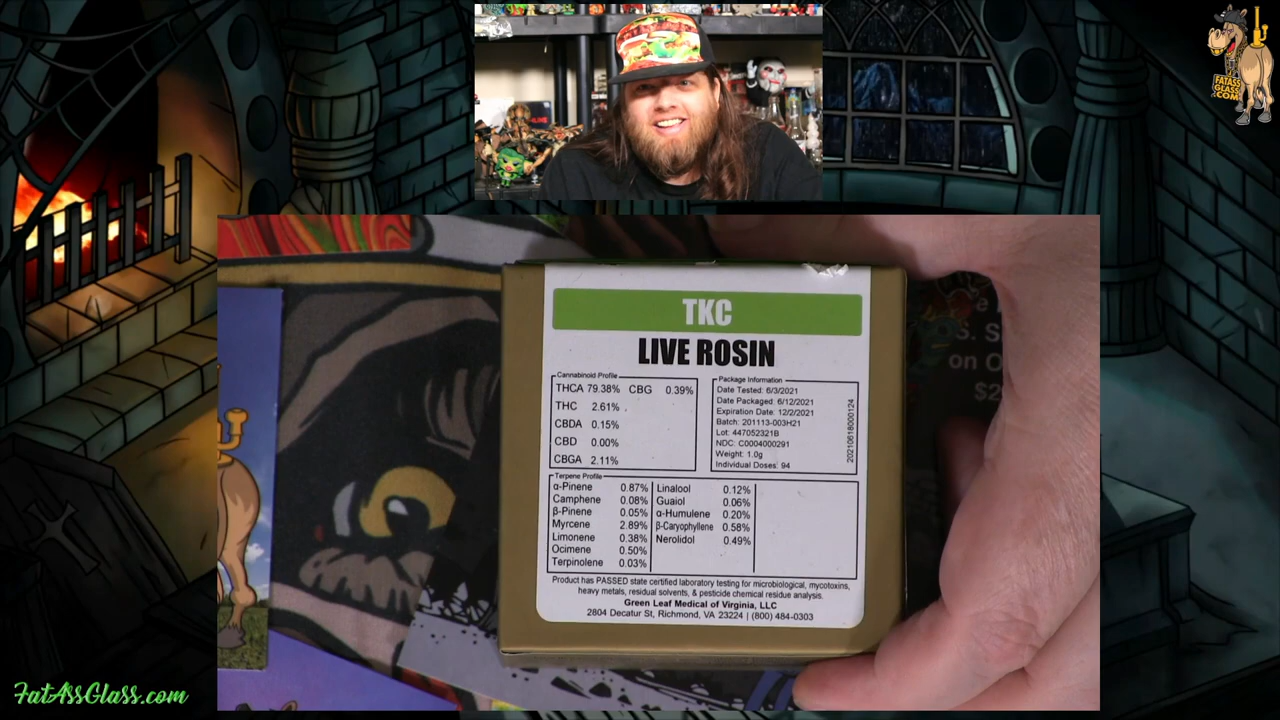 FATASS
GLASS
.COM
TKC
LIVE ROSIN
Cannabinoid Profile
THCA 79.38% CBG 0.39%
THC 2.61%
CBDA 0.15%
CBD 0.00%
CBGA 2.11%
Package Information
Date Tested: 6/3/2021
Date Packaged: 6/12/2021
Expiration Date: 12/2/2021
Batch: 201113-003H21
Lot: 447052321B
NDC: C0004000291
Weight: 1.0g
Individual Doses: 94
20210618000124
Terpene Profile
α-Pinene 0.87%
Camphene 0.08%
β-Pinene 0.05%
Myrcene 2.89%
Limonene 0.38%
Ocimene 0.50%
Terpinolene 0.03%
Linalool 0.12%
Guaiol 0.06%
α-Humulene 0.20%
β-Caryophyllene 0.58%
Nerolidol 0.49%
Product has PASSED state certified laboratory testing for microbiological, mycotoxins,
heavy metals, residual solvents, & pesticide chemical residue analysis.
Green Leaf Medical of Virginia, LLC
2804 Decatur St, Richmond, VA 23224 | (800) 484-0303
S. S
on O
$2
FatAssGlass.com